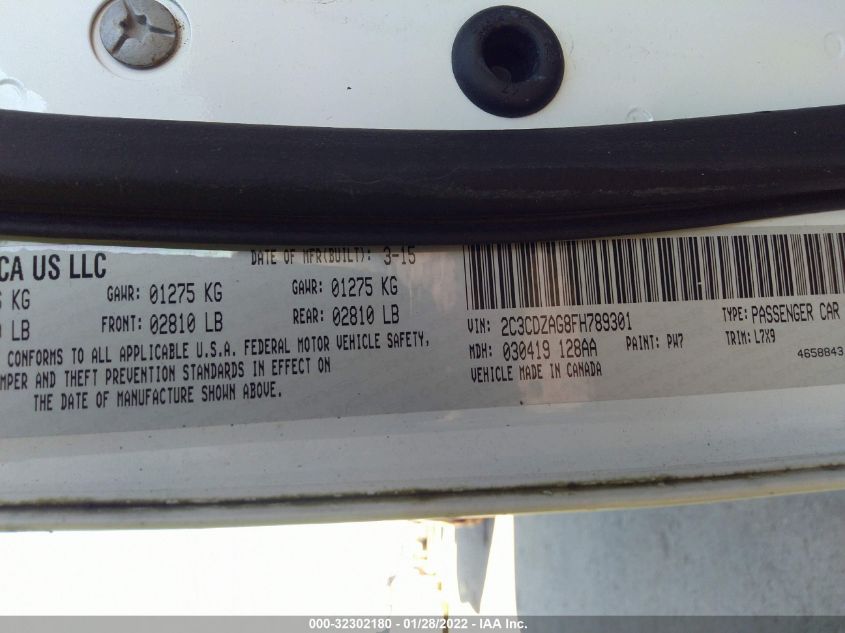 CA US LLC DATE OF MFR(BUILT): 3-15
KG GAWR: 01275 KG GAWR: 01275 KG
LB FRONT: 02810 LB REAR: 02810 LB
CONFORMS TO ALL APPLICABLE U.S.A. FEDERAL MOTOR VEHICLE SAFETY,
MPER AND THEFT PREVENTION STANDARDS IN EFFECT ON
THE DATE OF MANUFACTURE SHOWN ABOVE.
VIN: 2C3CDZAG8FH789301 TYPE: PASSENGER CAR
MDH: 030419 128AA PAINT: PW7 TRIM: L7X9
VEHICLE MADE IN CANADA 4658843
000-32302180 - 01/28/2022 - IAA Inc.